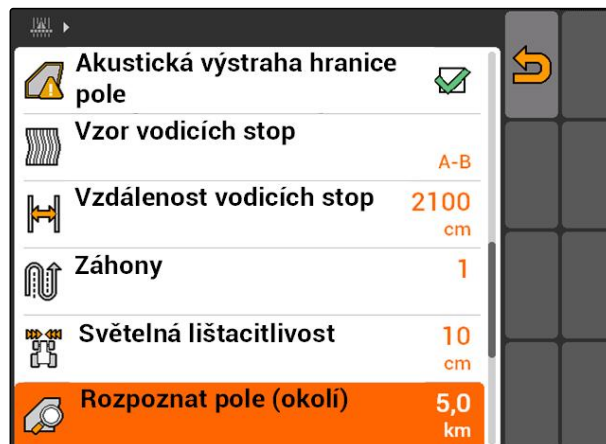 Akustická výstraha hranice
pole
Vzor vodicích stop
A-B
Vzdálenost vodicích stop 2100
cm
Záhony 1
Světelná lištacitlivost 10
cm
Rozpoznat pole (okolí) 5,0
km